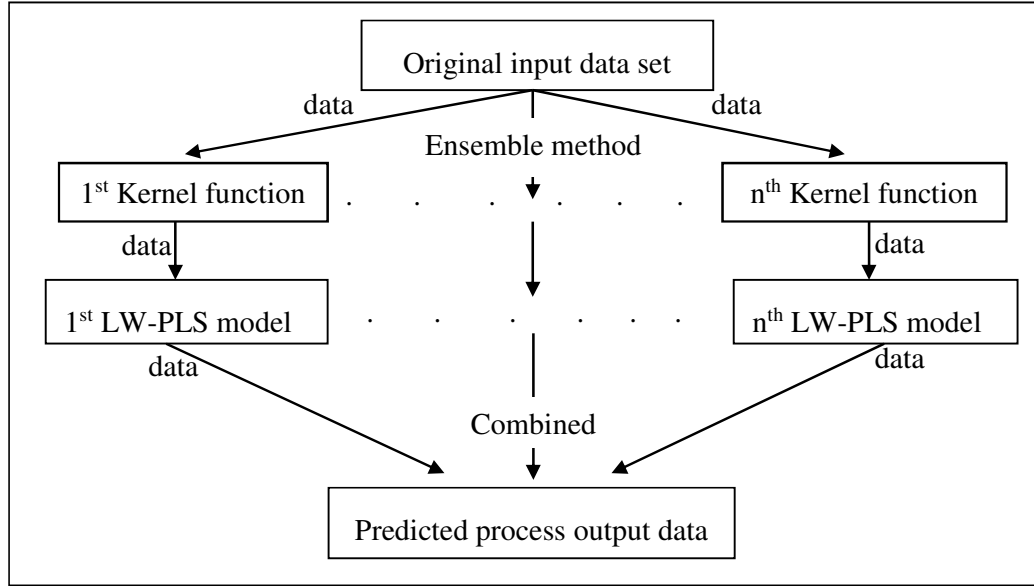 Original input data set
data
data
Ensemble method
1st Kernel function
. . . . . .
nth Kernel function
data
data
1st LW-PLS model
. . . . . .
nth LW-PLS model
data
data
Combined
Predicted process output data